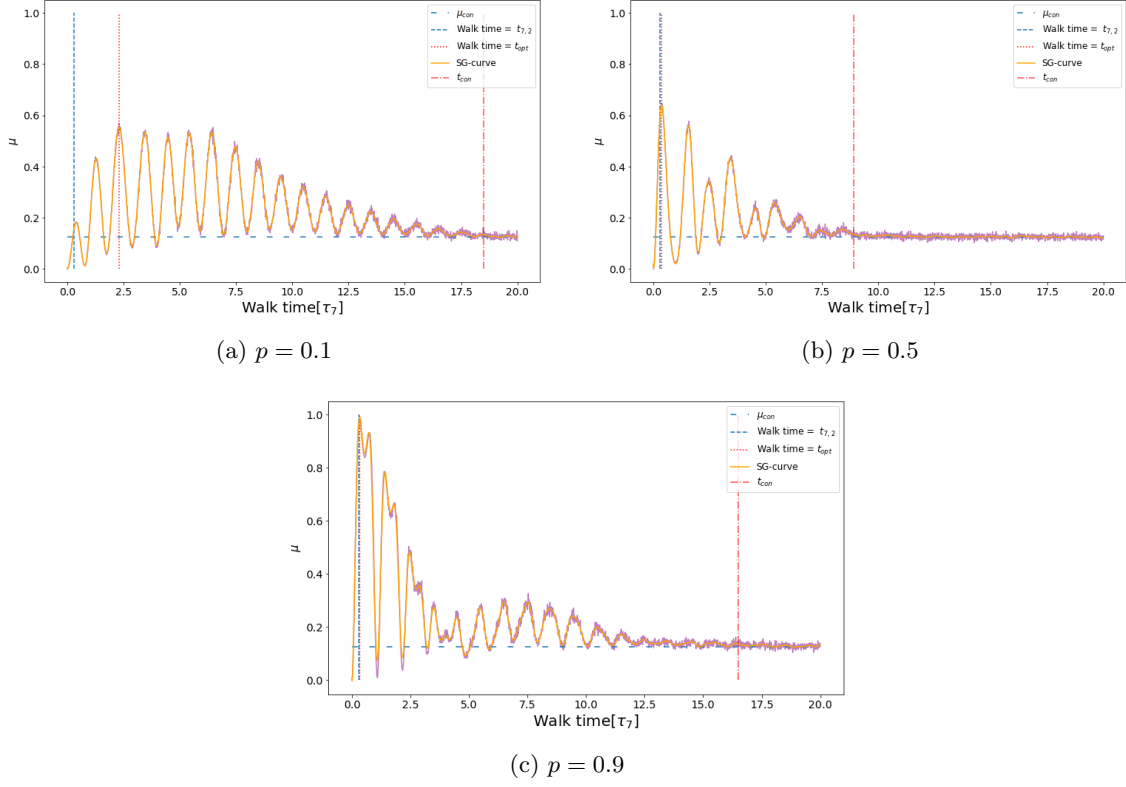 1.0
0.8
0.6
0.4
0.2
0.0
μ
μ_con
Walk time = t_{7,2}
Walk time = t_opt
SG-curve
t_con
0.0 2.5 5.0 7.5 10.0 12.5 15.0 17.5 20.0
Walk time[τ_7]
(a) p = 0.1
1.0
0.8
0.6
0.4
0.2
0.0
μ
μ_con
Walk time = t_{7,2}
Walk time = t_opt
SG-curve
t_con
0.0 2.5 5.0 7.5 10.0 12.5 15.0 17.5 20.0
Walk time[τ_7]
(b) p = 0.5
1.0
0.8
0.6
0.4
0.2
0.0
μ
μ_con
Walk time = t_{7,2}
Walk time = t_opt
SG-curve
t_con
0.0 2.5 5.0 7.5 10.0 12.5 15.0 17.5 20.0
Walk time[τ_7]
(c) p = 0.9